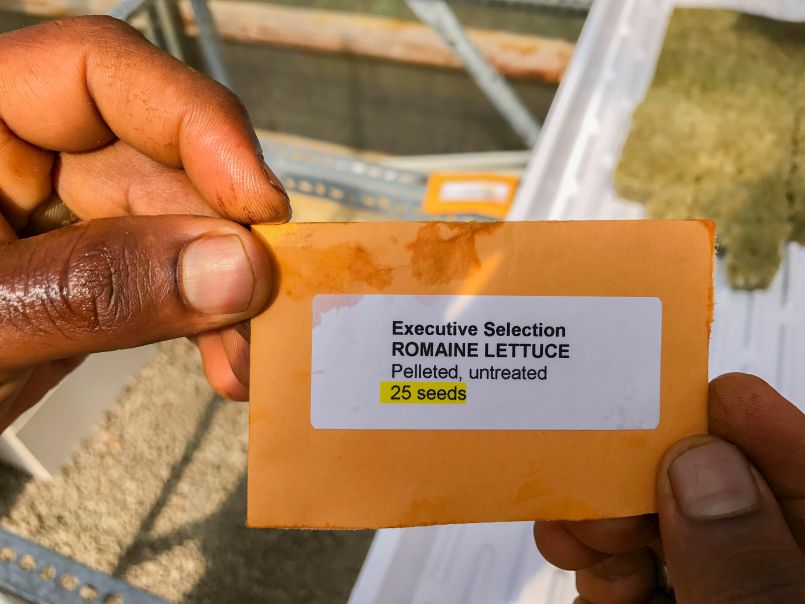 Executive Selection
ROMAINE LETTUCE
Pelleted, untreated
25 seeds